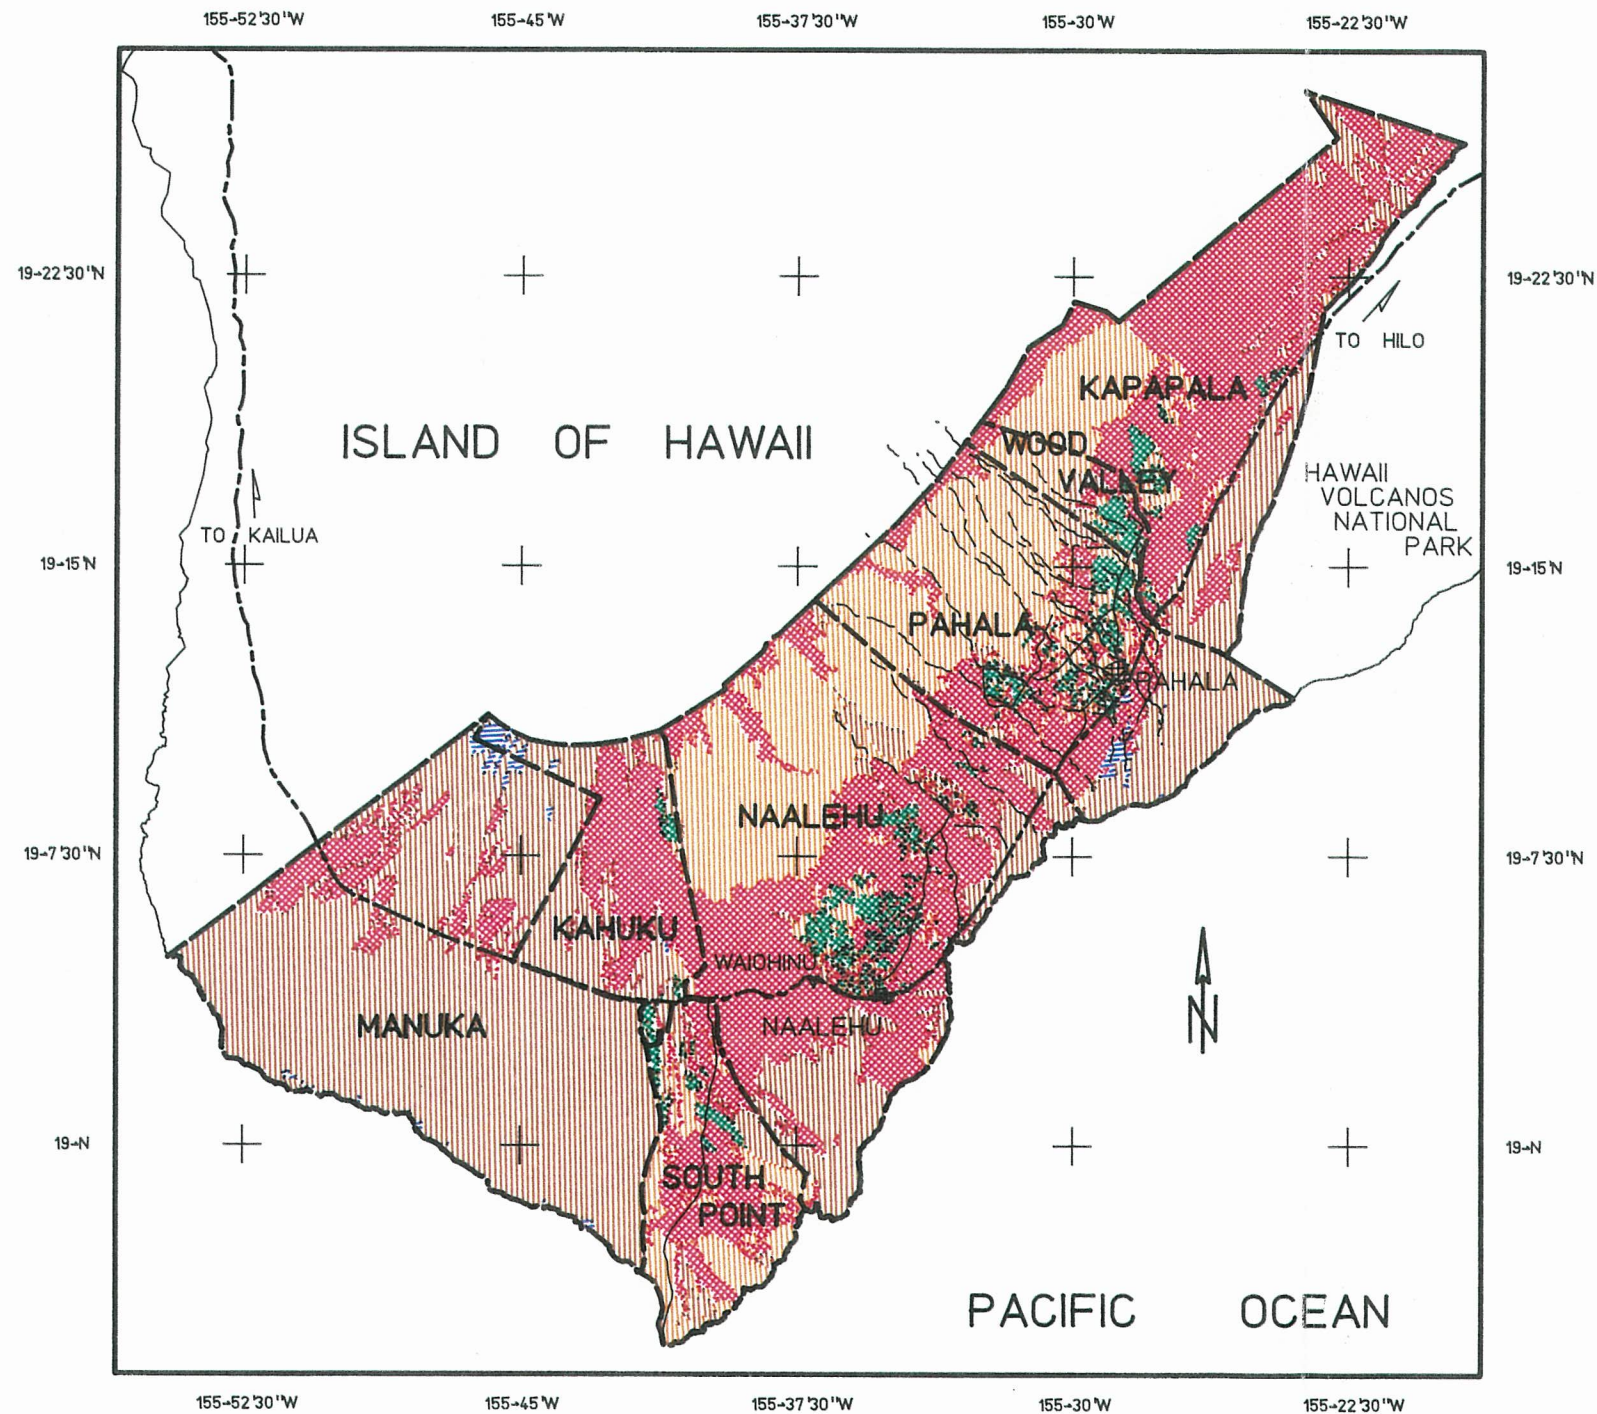 155-52'30"W 155-45'W 155-37'30"W 155-30'W 155-22'30"W
19-22'30"N 19-22'30"N
TO HILO
KAPAPALA
ISLAND OF HAWAII
WOOD
VALLEY
HAWAII
VOLCANOS
NATIONAL
PARK
TO KAILUA
19-15'N 19-15'N
PAHALA
PAHALA
NAALEHU
19-7'30"N 19-7'30"N
KAHUKU
WAIOHINU
MANUKA
NAALEHU
N
19-N 19-N
SOUTH
POINT
PACIFIC OCEAN
155-52'30"W 155-45'W 155-37'30"W 155-30'W 155-22'30"W